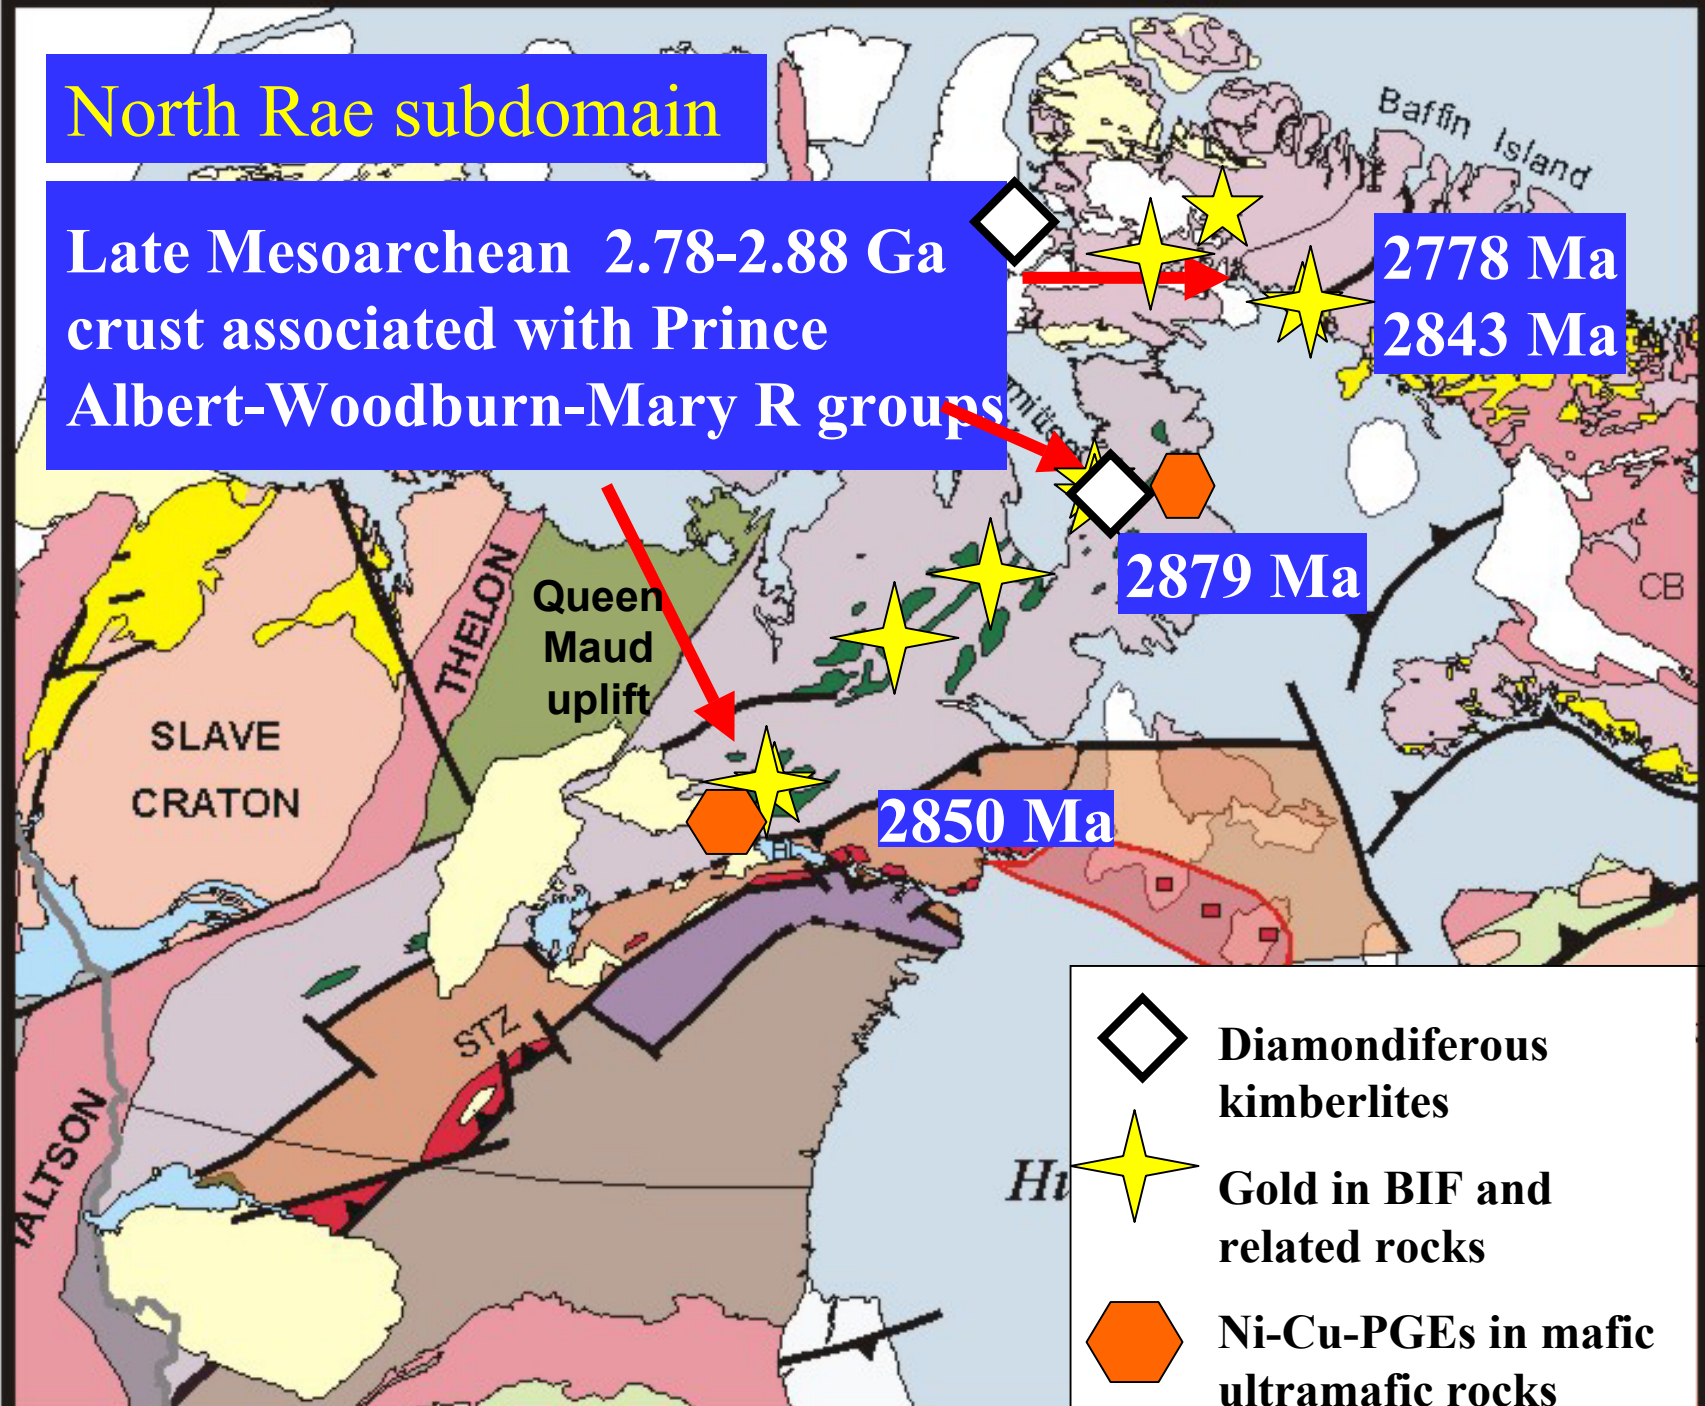 North Rae subdomain
Late Mesoarchean 2.78-2.88 Ga
crust associated with Prince
Albert-Woodburn-Mary R groups
Baffin Island
2778 Ma
2843 Ma
2879 Ma
CB
THELON
Queen
Maud
uplift
SLAVE
CRATON
2850 Ma
STZ
Diamondiferous
kimberlites
Gold in BIF and
related rocks
Ni-Cu-PGEs in mafic
ultramafic rocks